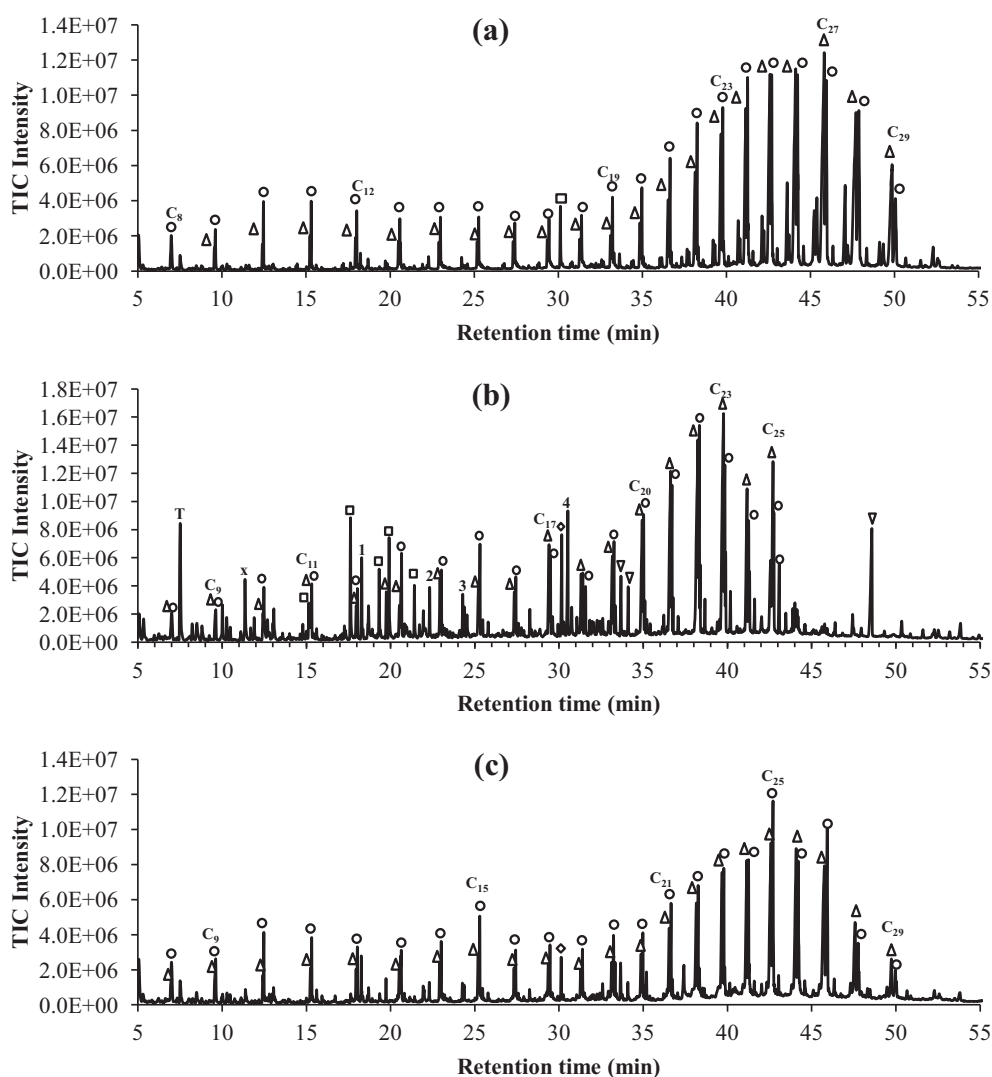 (a)
1.4E+07
1.2E+07
1.0E+07
8.0E+06
6.0E+06
4.0E+06
2.0E+06
0.0E+00
TIC Intensity
C8
C12
C19
C23
C27
C29
5 10 15 20 25 30 35 40 45 50 55
Retention time (min)
(b)
1.8E+07
1.6E+07
1.4E+07
1.2E+07
1.0E+07
8.0E+06
6.0E+06
4.0E+06
2.0E+06
0.0E+00
TIC Intensity
T
C9
x
C11
1
2
3
C17
4
C20
C23
C25
5 10 15 20 25 30 35 40 45 50 55
Retention time (min)
(c)
1.4E+07
1.2E+07
1.0E+07
8.0E+06
6.0E+06
4.0E+06
2.0E+06
0.0E+00
TIC Intensity
C9
C15
C21
C25
C29
5 10 15 20 25 30 35 40 45 50 55
Retention time (min)